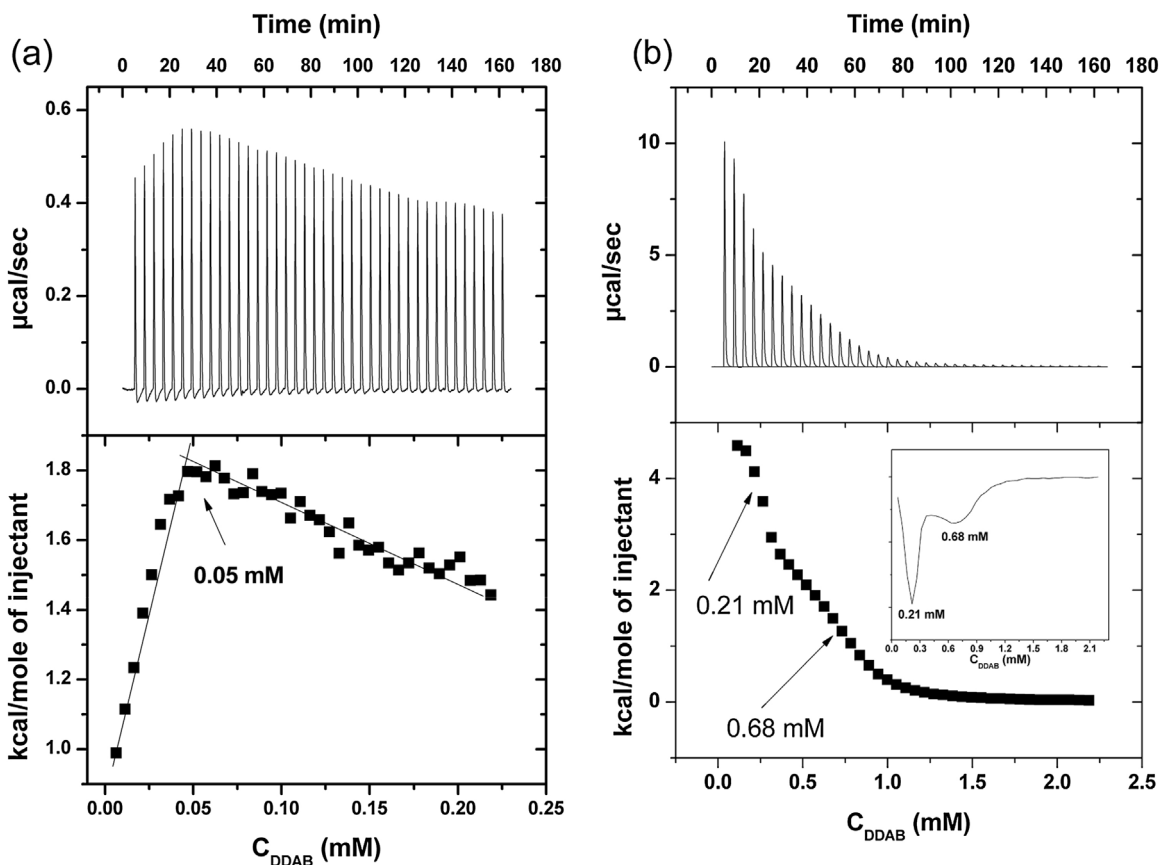 (a)
Time (min)
0 20 40 60 80 100 120 140 160 180
0.6
0.4
0.2
0.0
µcal/sec
1.8
1.6
1.4
1.2
1.0
kcal/mole of injectant
0.05 mM
0.00 0.05 0.10 0.15 0.20 0.25
C_DDAB (mM)
(b)
Time (min)
0 20 40 60 80 100 120 140 160 180
10
5
0
µcal/sec
4
2
0
kcal/mole of injectant
0.21 mM
0.68 mM
0.68 mM
0.21 mM
0.0 0.3 0.6 0.9 1.2 1.5 1.8 2.1
C_DDAB (mM)
0.0 0.5 1.0 1.5 2.0 2.5
C_DDAB (mM)